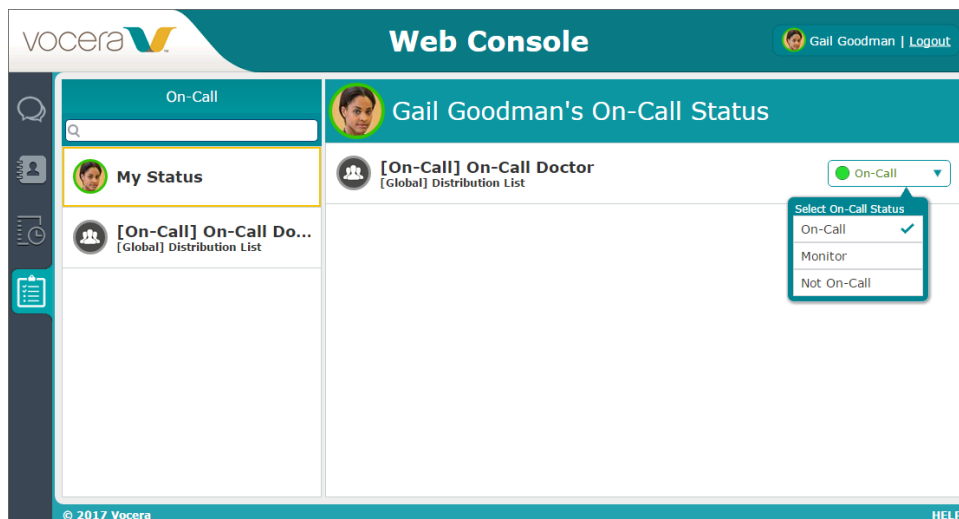 vocera
Web Console
Gail Goodman | Logout
On-Call
Gail Goodman's On-Call Status
My Status
[On-Call] On-Call Do...
[Global] Distribution List
[On-Call] On-Call Doctor
[Global] Distribution List
On-Call
Select On-Call Status
On-Call
Monitor
Not On-Call
© 2017 Vocera
HELP